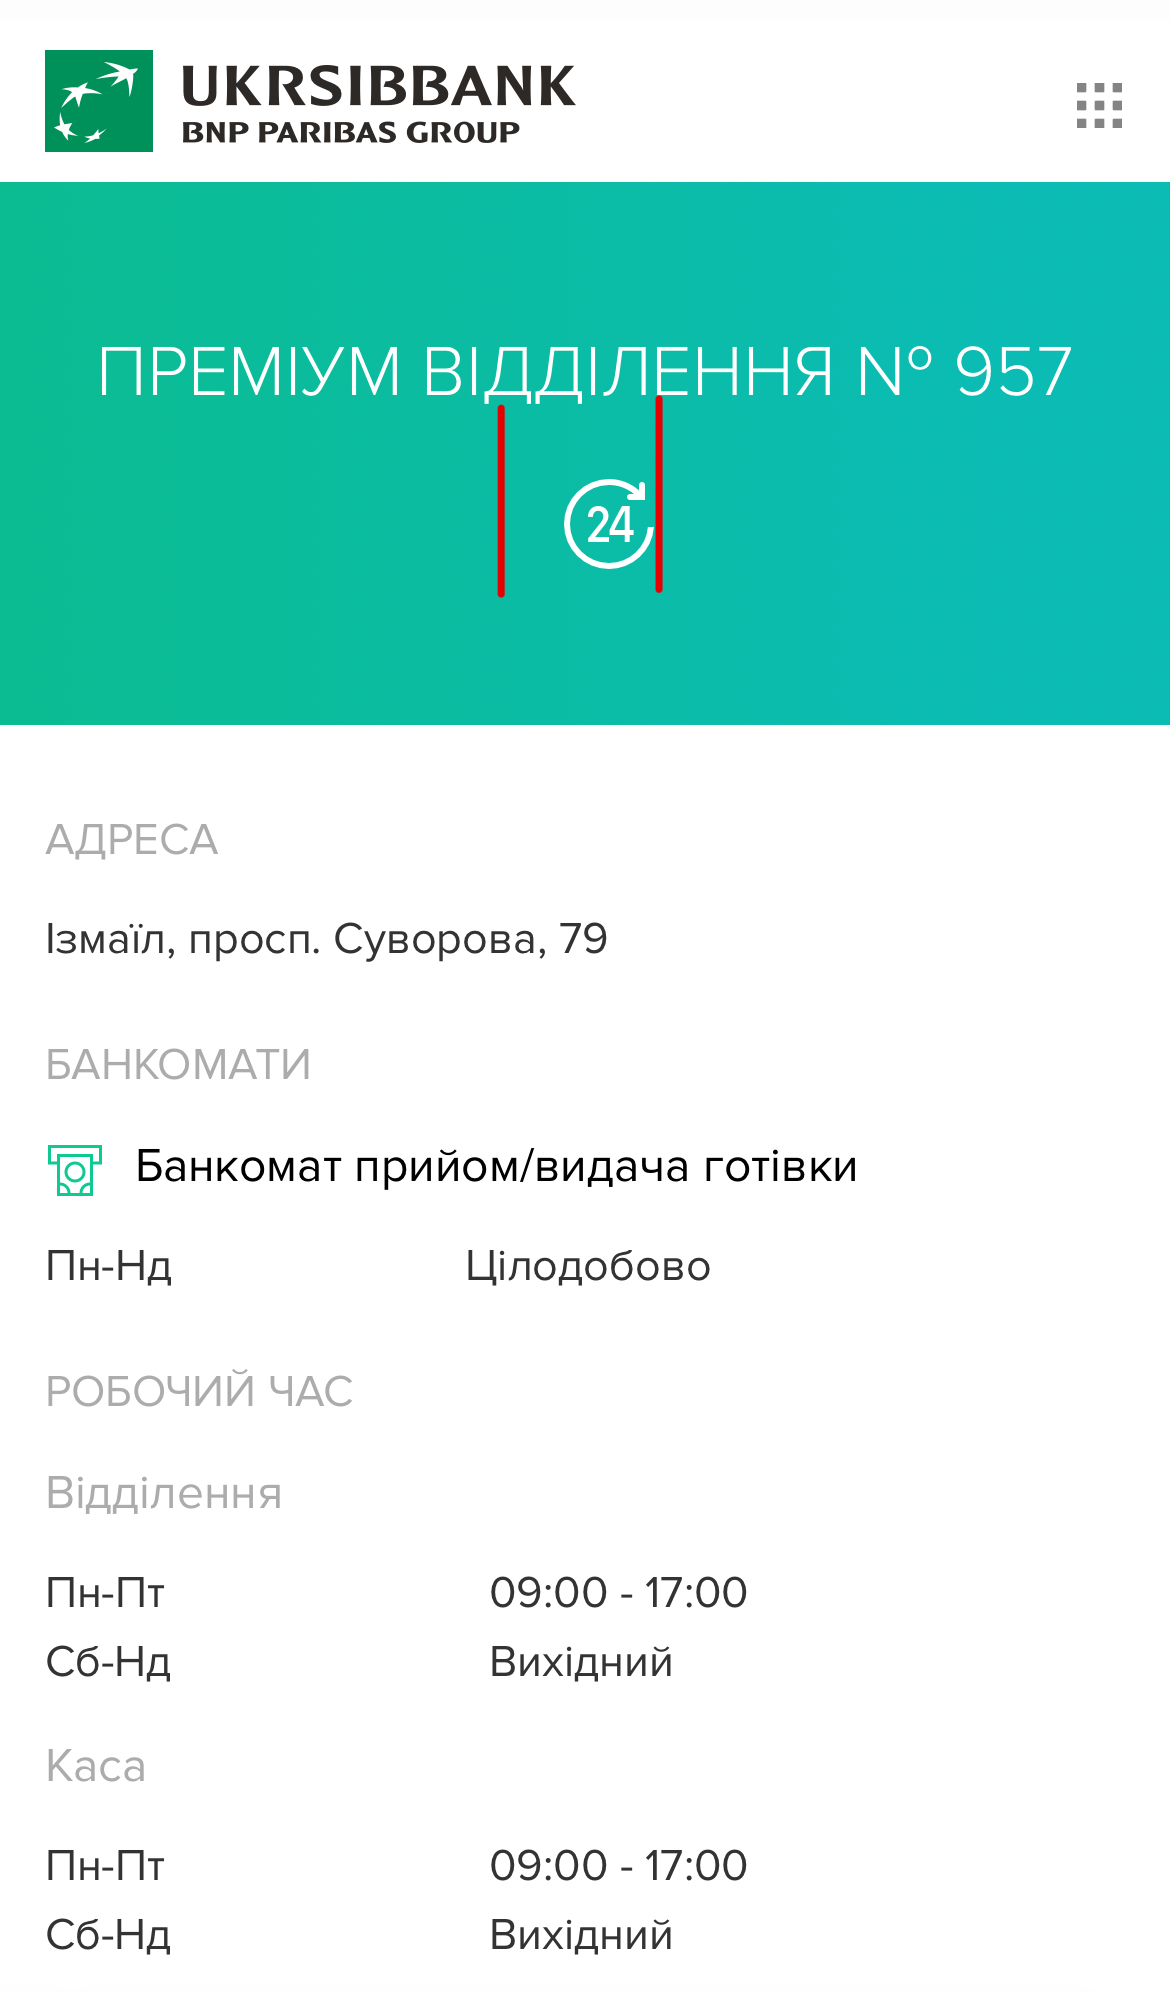 UKRSIBBANK
BNP PARIBAS GROUP
ПРЕМІУМ ВІДДІЛЕННЯ № 957
24
АДРЕСА
Ізмаїл, просп. Суворова, 79
БАНКОМАТИ
Банкомат прийом/видача готівки
Пн-Нд Цілодобово
РОБОЧИЙ ЧАС
Відділення
Пн-Пт 09:00 - 17:00
Сб-Нд Вихідний
Каса
Пн-Пт 09:00 - 17:00
Сб-Нд Вихідний